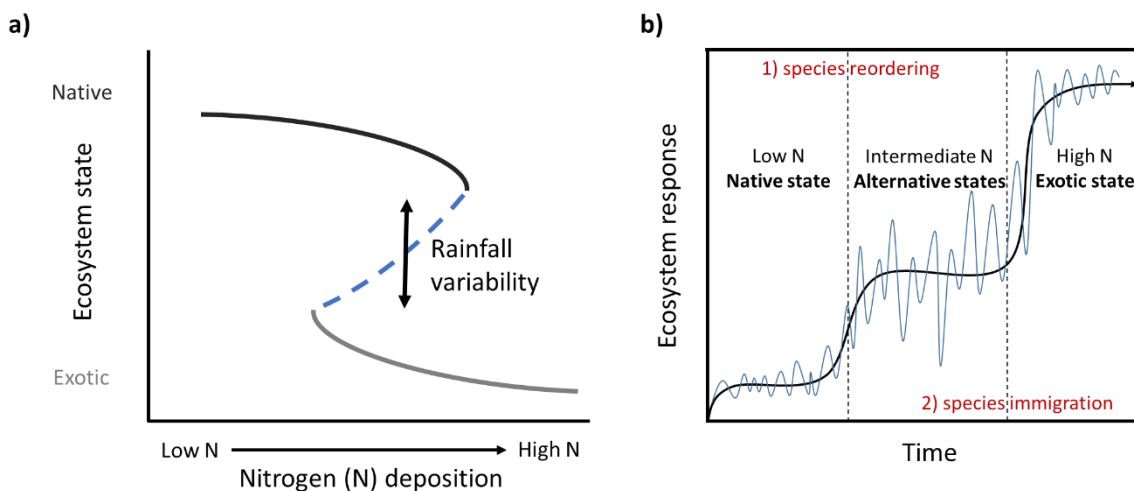 a)
Native
Ecosystem state
Rainfall
variability
Exotic
Low N
High N
Nitrogen (N) deposition
b)
1) species reordering
Low N
Native state
Intermediate N
Alternative states
High N
Exotic state
Ecosystem response
2) species immigration
Time